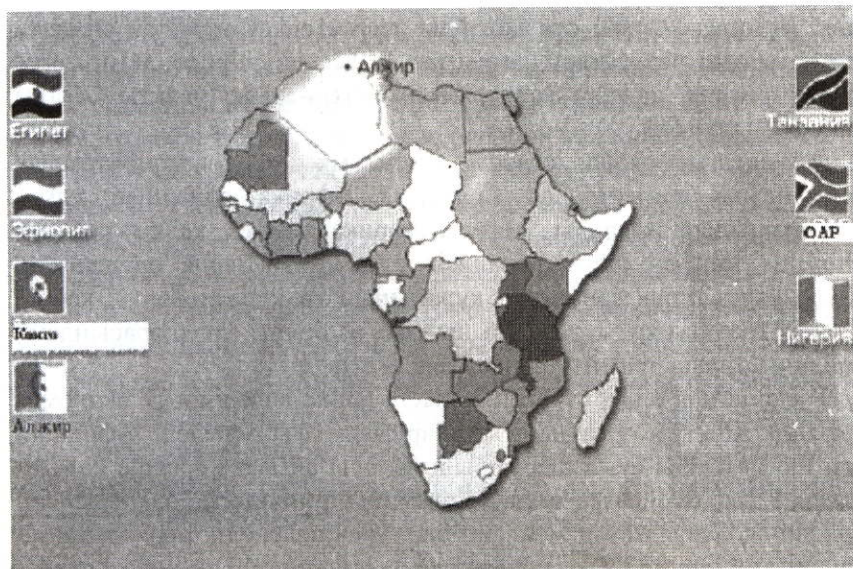 Алжир
Египет
Эфиопия
Конго
Алжир
Танзания
ЮАР
Нигерия